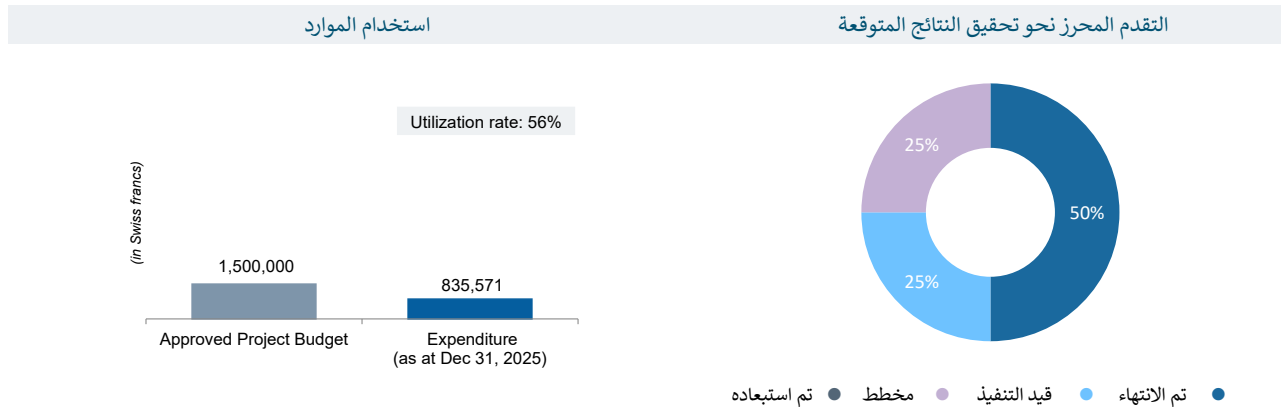 التقدم المحرز نحو تحقيق النتائج المتوقعة
استخدام الموارد
50%
25%
25%
تم الانتهاء
قيد التنفيذ
مخطط
تم استبعاده
Utilization rate: 56%
(in Swiss francs)
1,500,000
835,571
Approved Project Budget
Expenditure
(as at Dec 31, 2025)